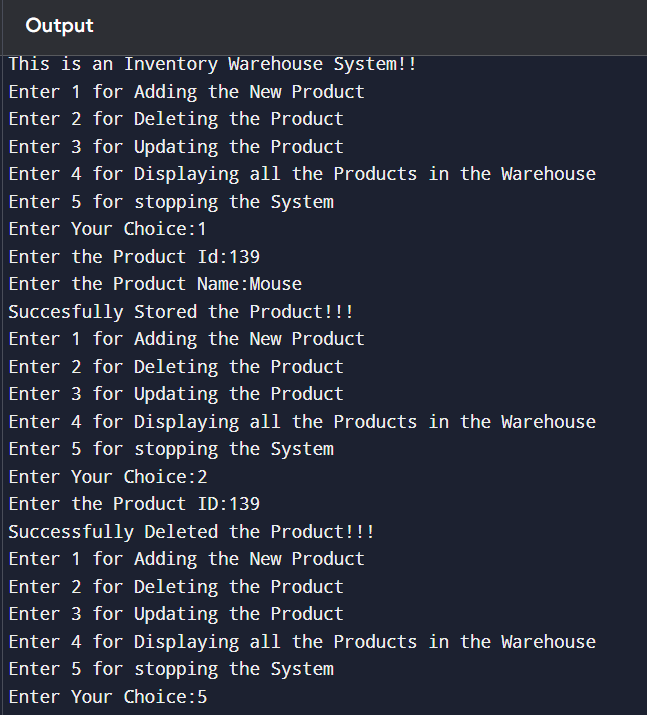 Output
This is an Inventory Warehouse System!!
Enter 1 for Adding the New Product
Enter 2 for Deleting the Product
Enter 3 for Updating the Product
Enter 4 for Displaying all the Products in the Warehouse
Enter 5 for stopping the System
Enter Your Choice:1
Enter the Product Id:139
Enter the Product Name:Mouse
Succesfully Stored the Product!!!
Enter 1 for Adding the New Product
Enter 2 for Deleting the Product
Enter 3 for Updating the Product
Enter 4 for Displaying all the Products in the Warehouse
Enter 5 for stopping the System
Enter Your Choice:2
Enter the Product ID:139
Successfully Deleted the Product!!!
Enter 1 for Adding the New Product
Enter 2 for Deleting the Product
Enter 3 for Updating the Product
Enter 4 for Displaying all the Products in the Warehouse
Enter 5 for stopping the System
Enter Your Choice:5